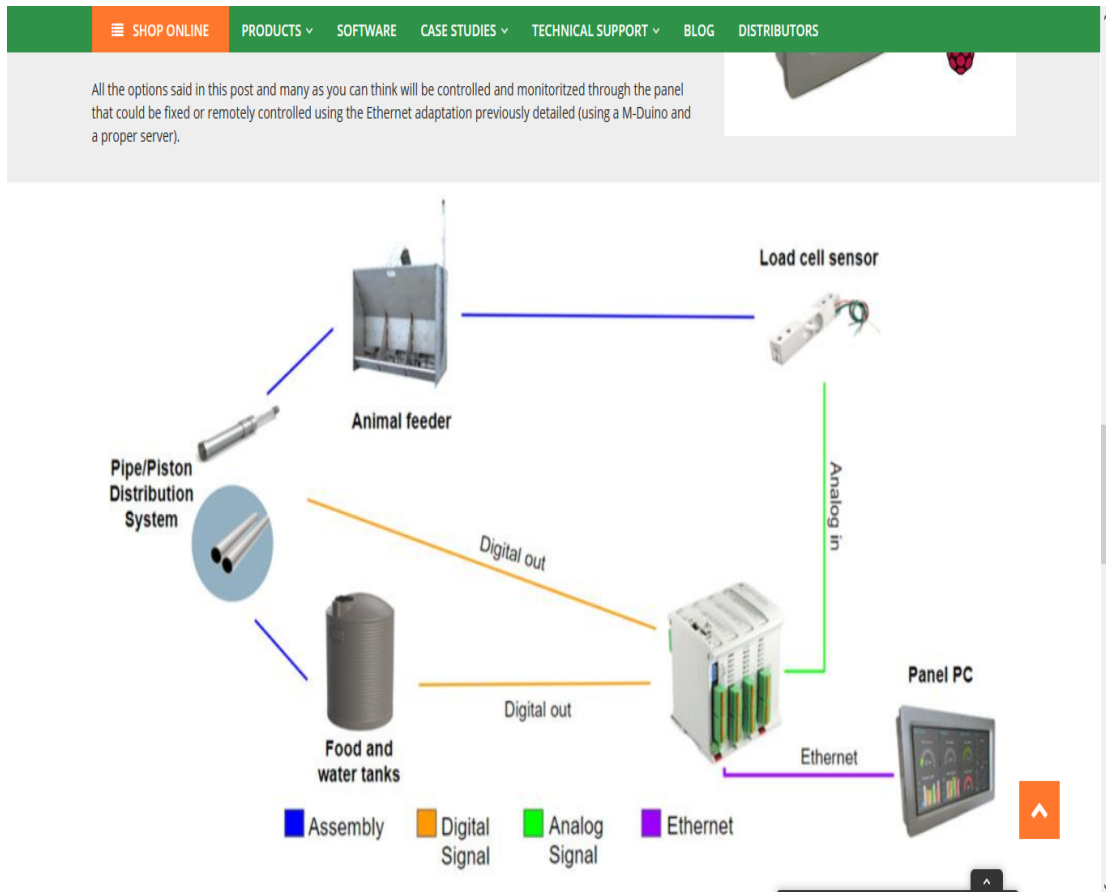 SHOP ONLINE PRODUCTS SOFTWARE CASE STUDIES TECHNICAL SUPPORT BLOG DISTRIBUTORS
All the options said in this post and many as you can think will be controlled and monitoritzed through the panel
that could be fixed or remotely controlled using the Ethernet adaptation previously detailed (using a M-Duino and
a proper server).
Load cell sensor
Animal feeder
Pipe/Piston
Distribution
System
Analog in
Digital out
Panel PC
Digital out
Food and
water tanks
Ethernet
Assembly
Digital
Signal
Analog
Signal
Ethernet